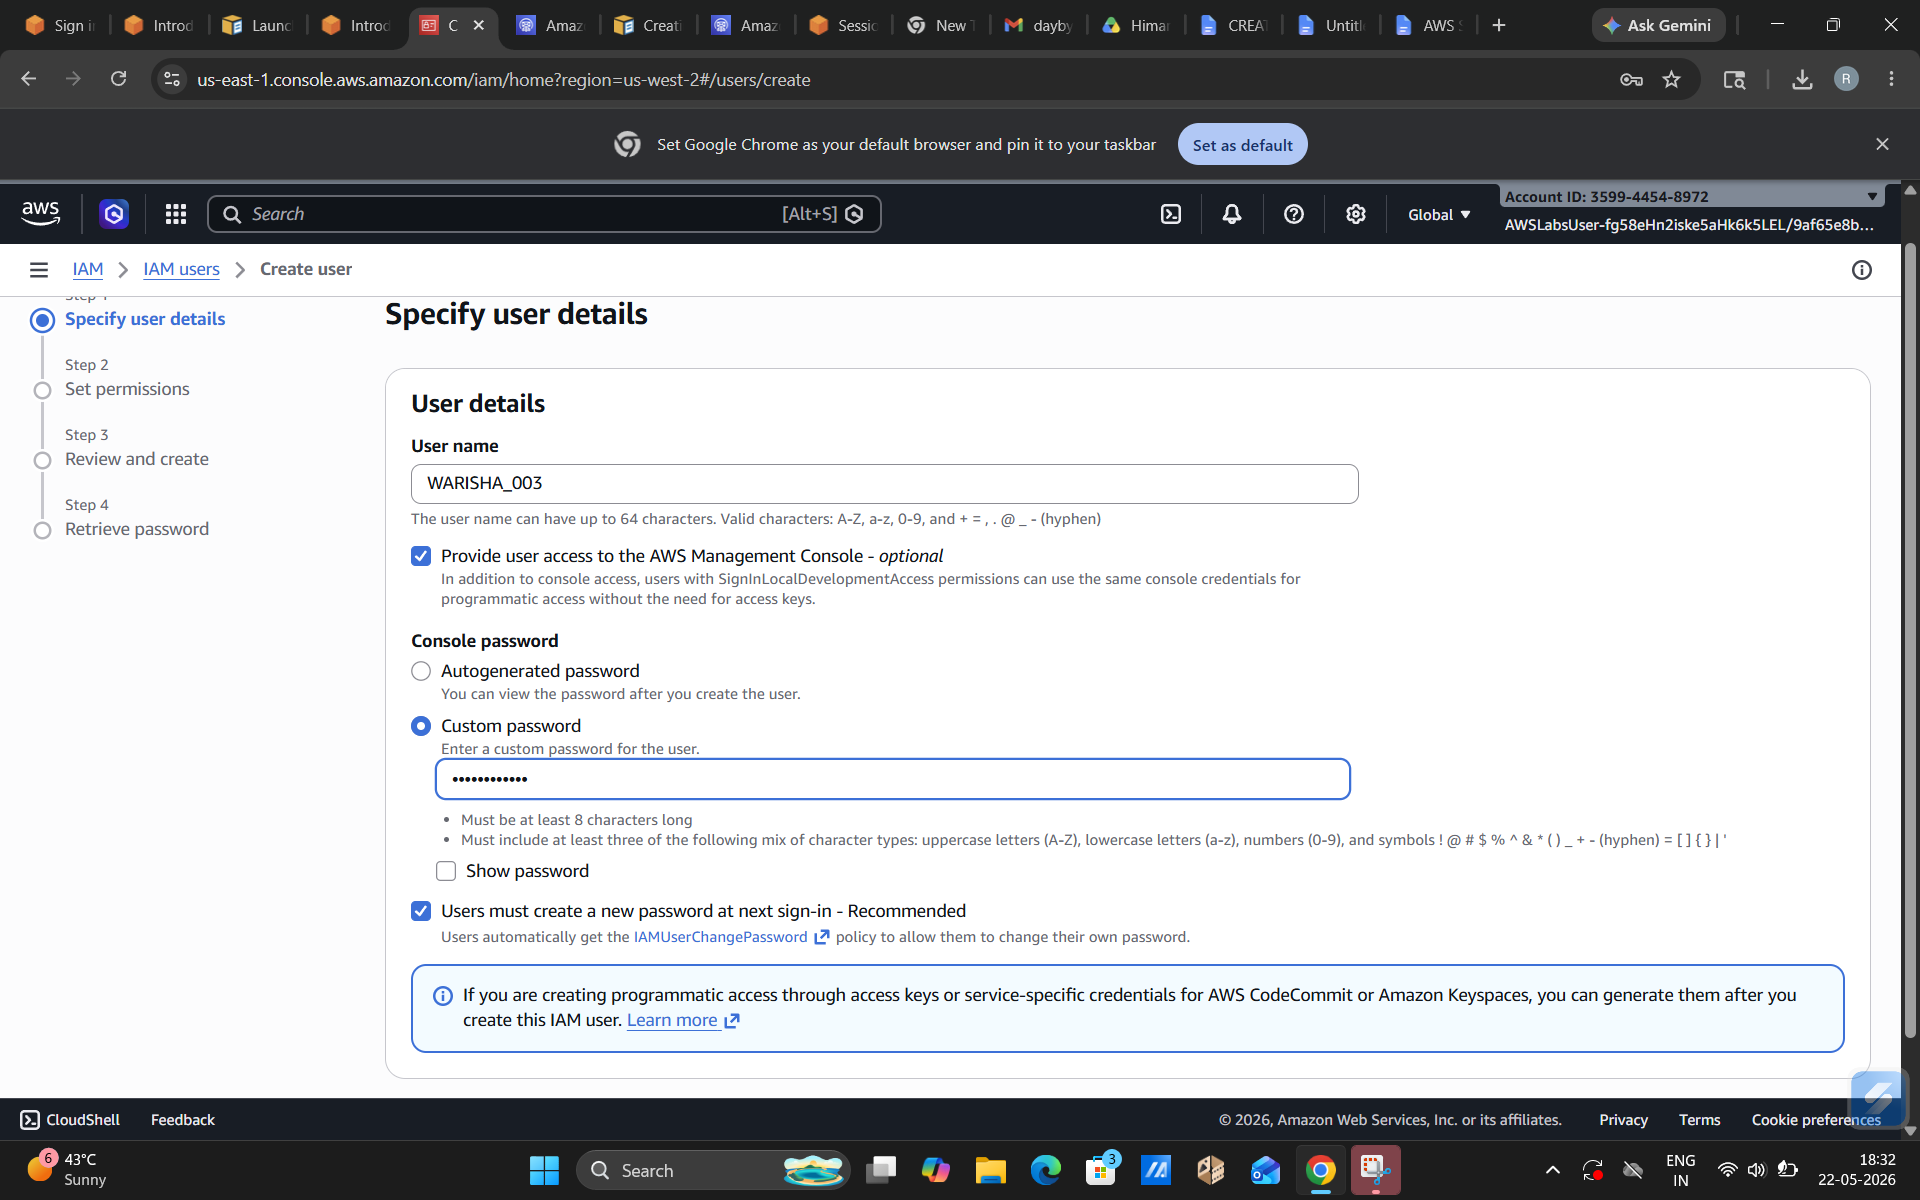 Sign i
Introd
Launc
Introd
C
Amaz
Creati
Amaz
Sessio
New T
dayby
Himan
CREAT
Untitl
AWS S
Ask Gemini
us-east-1.console.aws.amazon.com/iam/home?region=us-west-2#/users/create
R
Set Google Chrome as your default browser and pin it to your taskbar
Set as default
aws
Search
[Alt+S]
Global
Account ID: 3599-4454-8972
AWSLabsUser-fg58eHn2iske5aHk6k5LEL/9af65e8b...
IAM
IAM users
Create user
Step 1
Specify user details
Step 2
Set permissions
Step 3
Review and create
Step 4
Retrieve password
Specify user details
User details
User name
WARISHA_003
The user name can have up to 64 characters. Valid characters: A-Z, a-z, 0-9, and + = , . @ _ - (hyphen)
Provide user access to the AWS Management Console - optional
In addition to console access, users with SignInLocalDevelopmentAccess permissions can use the same console credentials for
programmatic access without the need for access keys.
Console password
Autogenerated password
You can view the password after you create the user.
Custom password
Enter a custom password for the user.
••••••••••••
• Must be at least 8 characters long
• Must include at least three of the following mix of character types: uppercase letters (A-Z), lowercase letters (a-z), numbers (0-9), and symbols ! @ # $ % ^ & * ( ) _ + - (hyphen) = [ ] { } | '
Show password
Users must create a new password at next sign-in - Recommended
Users automatically get the IAMUserChangePassword policy to allow them to change their own password.
If you are creating programmatic access through access keys or service-specific credentials for AWS CodeCommit or Amazon Keyspaces, you can generate them after you
create this IAM user. Learn more
CloudShell
Feedback
© 2026, Amazon Web Services, Inc. or its affiliates.
Privacy
Terms
Cookie preferences
6
43°C
Sunny
Search
3
ENG
IN
18:32
22-05-2026